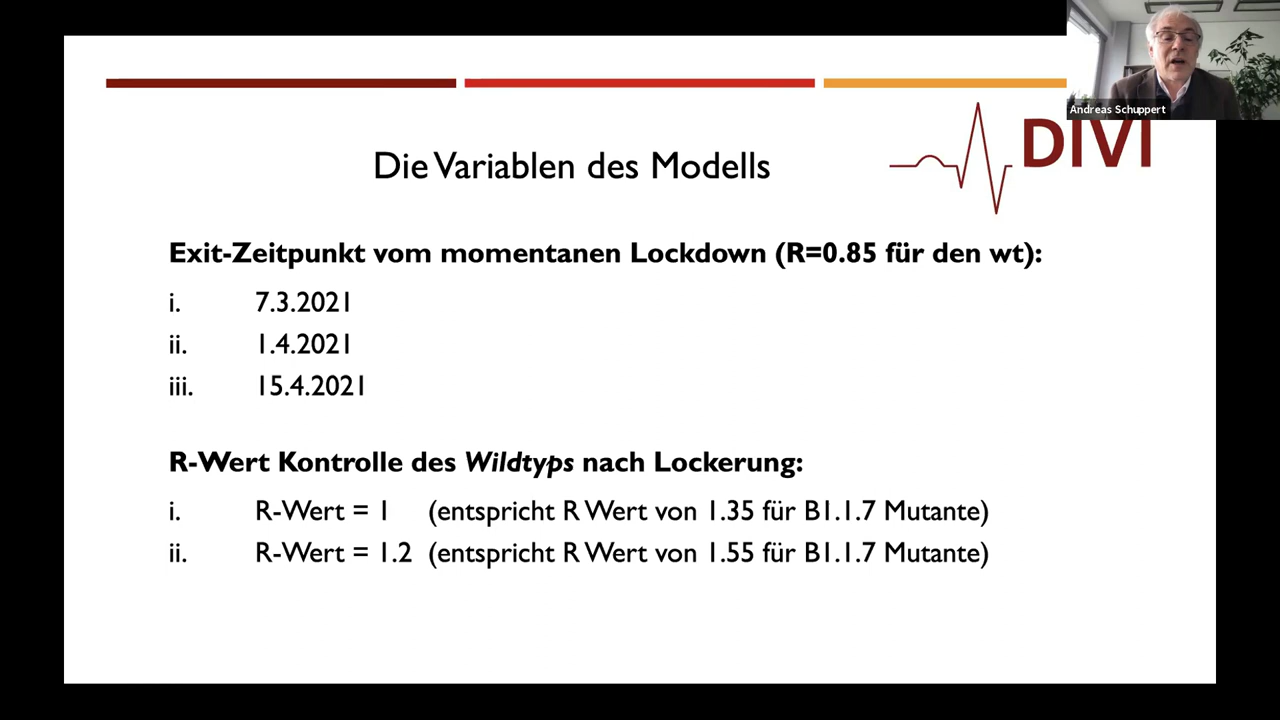 Andreas Schuppert
DIVI
Die Variablen des Modells
Exit-Zeitpunkt vom momentanen Lockdown (R=0.85 für den wt):
i. 7.3.2021
ii. 1.4.2021
iii. 15.4.2021
R-Wert Kontrolle des Wildtyps nach Lockerung:
i. R-Wert = 1 (entspricht R Wert von 1.35 für B1.1.7 Mutante)
ii. R-Wert = 1.2 (entspricht R Wert von 1.55 für B1.1.7 Mutante)